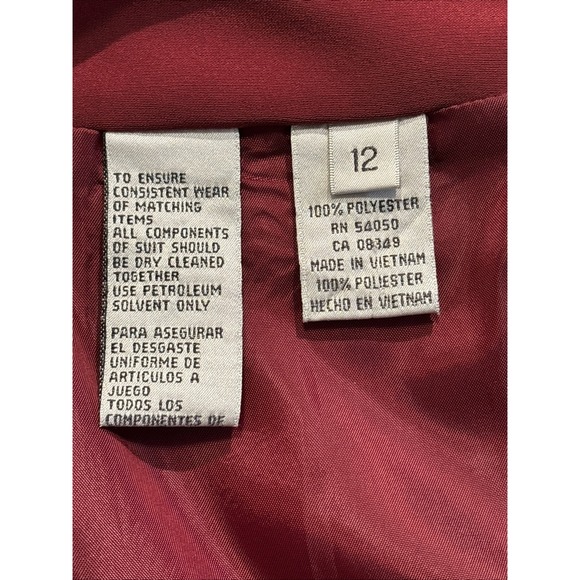 TO ENSURE
CONSISTENT WEAR
OF MATCHING
ITEMS
ALL COMPONENTS
OF SUIT SHOULD
BE DRY CLEANED
TOGETHER
USE PETROLEUM
SOLVENT ONLY
PARA ASEGURAR
EL DESGASTE
UNIFORME DE
ARTICULOS A
JUEGO
TODOS LOS
COMPONENTES DE
12
100% POLYESTER
RN 54050
CA 08349
MADE IN VIETNAM
100% POLIESTER
HECHO EN VIETNAM